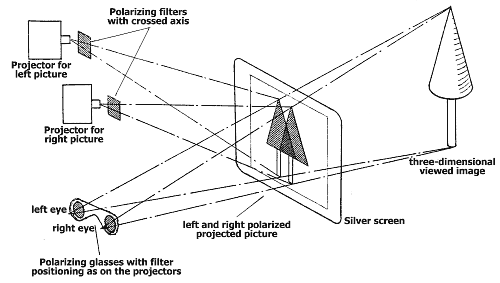 Polarizing filters
with crossed axis
Projector for
left picture
Projector for
right picture
three-dimensional
viewed image
left eye
right eye
left and right polarized
projected picture
Silver screen
Polarizing glasses with filter
positioning as on the projectors